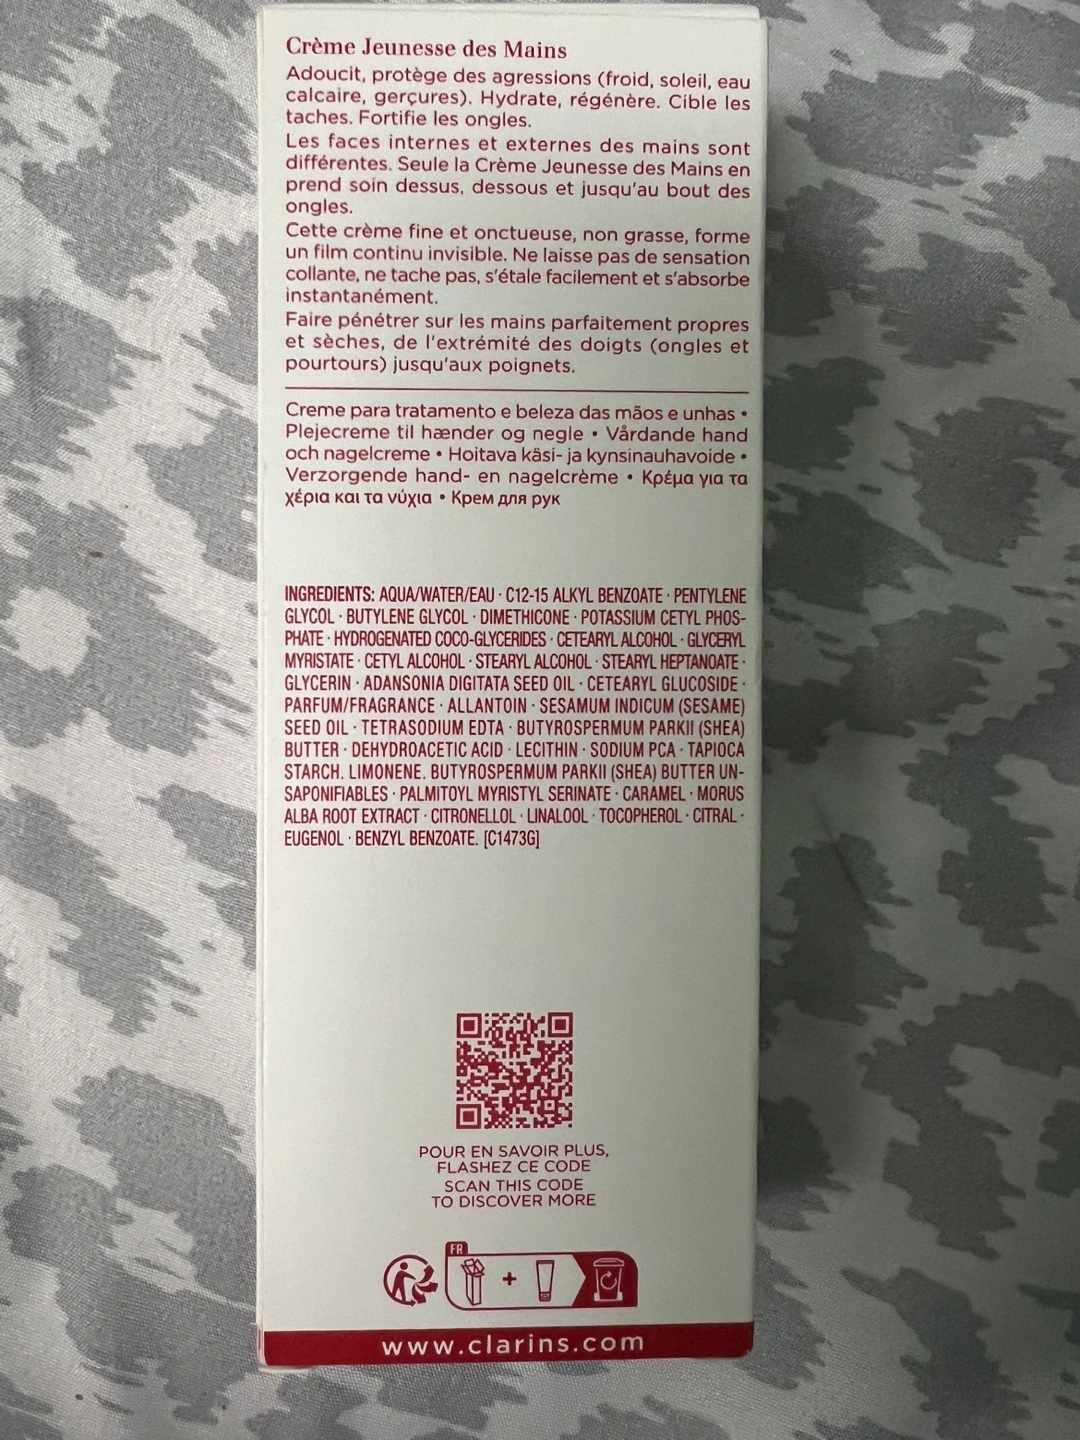 Crème Jeunesse des Mains
Adoucit, protège des agressions (froid, soleil, eau
calcaire, gerçures). Hydrate, régénère. Cible les
taches. Fortifie les ongles.
Les faces internes et externes des mains sont
différentes. Seule la Crème Jeunesse des Mains en
prend soin dessus, dessous et jusqu'au bout des
ongles.
Cette crème fine et onctueuse, non grasse, forme
un film continu invisible. Ne laisse pas de sensation
collante, ne tache pas, s'étale facilement et s'absorbe
instantanément.
Faire pénétrer sur les mains parfaitement propres
et sèches, de l'extrémité des doigts (ongles et
pourtours) jusqu'aux poignets.
Creme para tratamento e beleza das mãos e unhas •
Plejecreme til hænder og negle • Vårdande hand
och nagelcreme • Hoitava käsi- ja kynsinauhavoide •
Verzorgende hand- en nagelcrème • Κρέμα για τα
χέρια και τα νύχια • Крем для рук
INGREDIENTS: AQUA/WATER/EAU · C12-15 ALKYL BENZOATE · PENTYLENE
GLYCOL · BUTYLENE GLYCOL · DIMETHICONE · POTASSIUM CETYL PHOS-
PHATE · HYDROGENATED COCO-GLYCERIDES · CETEARYL ALCOHOL · GLYCERYL
MYRISTATE · CETYL ALCOHOL · STEARYL ALCOHOL · STEARYL HEPTANOATE ·
GLYCERIN · ADANSONIA DIGITATA SEED OIL · CETEARYL GLUCOSIDE ·
PARFUM/FRAGRANCE · ALLANTOIN · SESAMUM INDICUM (SESAME)
SEED OIL · TETRASODIUM EDTA · BUTYROSPERMUM PARKII (SHEA)
BUTTER · DEHYDROACETIC ACID · LECITHIN · SODIUM PCA · TAPIOCA
STARCH. LIMONENE. BUTYROSPERMUM PARKII (SHEA) BUTTER UN-
SAPONIFIABLES · PALMITOYL MYRISTYL SERINATE · CARAMEL · MORUS
ALBA ROOT EXTRACT · CITRONELLOL · LINALOOL · TOCOPHEROL · CITRAL ·
EUGENOL · BENZYL BENZOATE. [C1473G]
POUR EN SAVOIR PLUS,
FLASHEZ CE CODE
SCAN THIS CODE
TO DISCOVER MORE
FR
+
www.clarins.com